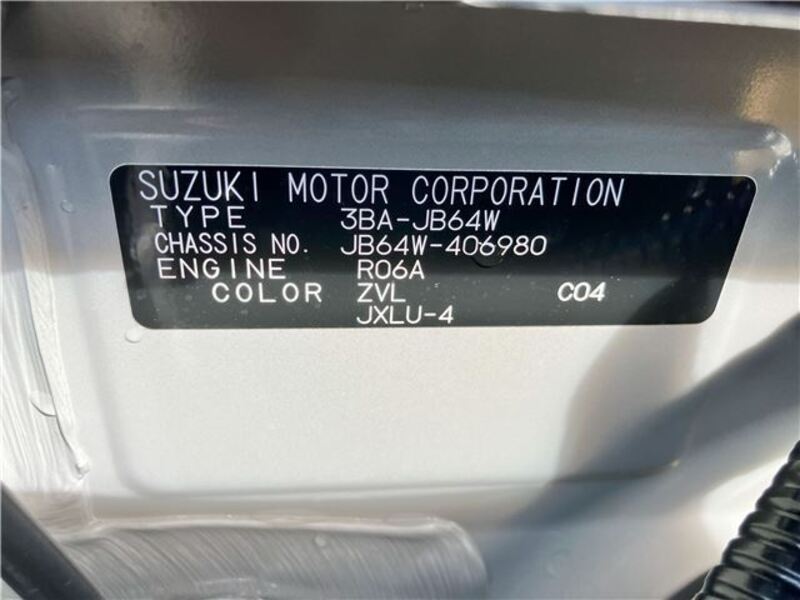 SUZUKI MOTOR CORPORATION
TYPE 3BA-JB64W
CHASSIS NO. JB64W-406980
ENGINE R06A
COLOR ZVL C04
JXLU-4